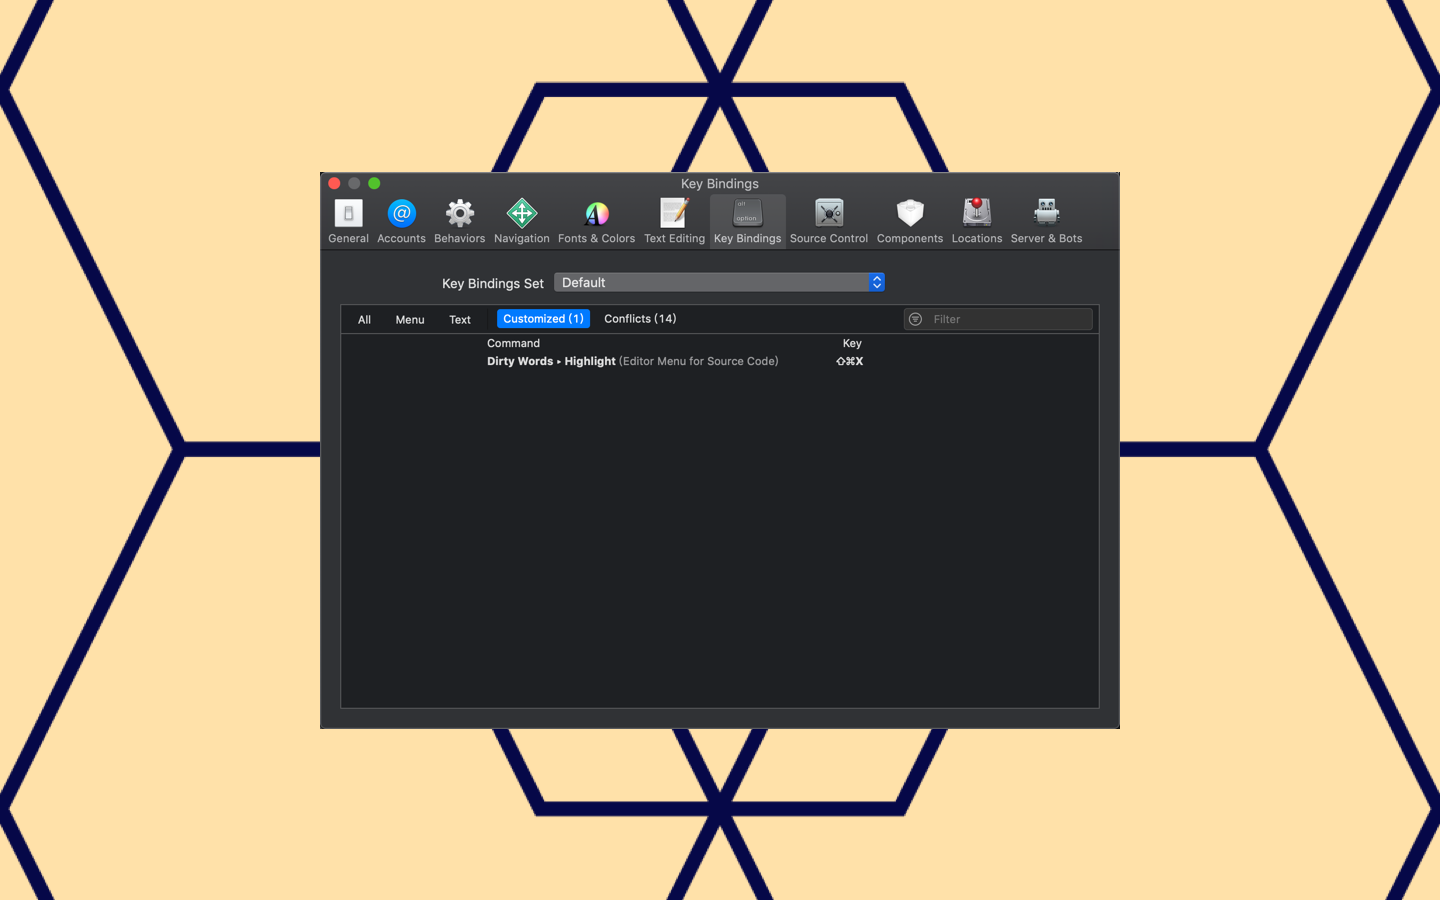 Key Bindings
General Accounts Behaviors Navigation Fonts & Colors Text Editing Key Bindings Source Control Components Locations Server & Bots
Key Bindings Set Default
All Menu Text Customized (1) Conflicts (14) Filter
Command Key
Dirty Words ▸ Highlight (Editor Menu for Source Code) ⇧⌘X